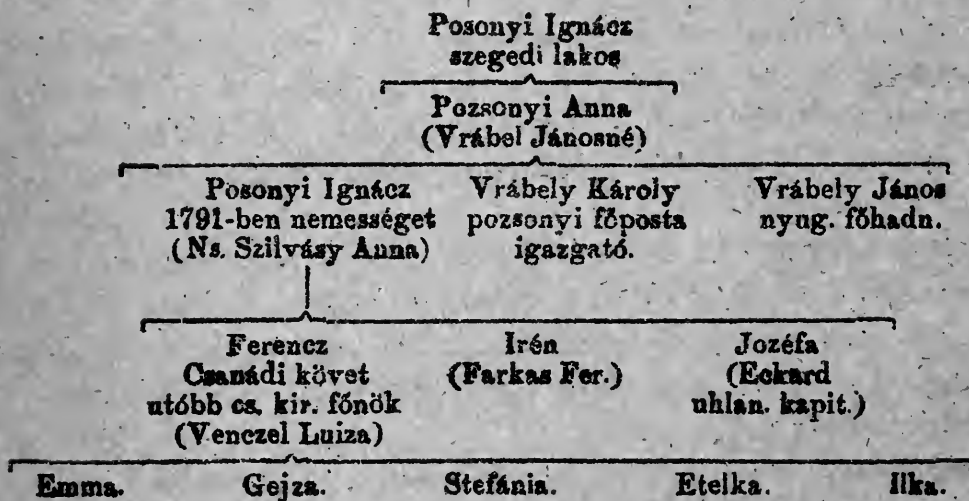 Posonyi Ignácz
szegedi lakos
Pozsonyi Anna
(Vrábel Jánosné)
Posonyi Ignácz Vrábely Károly Vrábely János
1791-ben nemességet pozsonyi főposta nyug. főhadn.
(Ns. Szilvásy Anna) igazgató.
Ferencz Irén Jozéfa
Csanádi követ (Farkas Fer.) (Eckard
utóbb cs. kir. főnök uhlan. kapit.)
(Venczel Luiza)
Emma. Gejza. Stefánia. Etelka. Ilka.